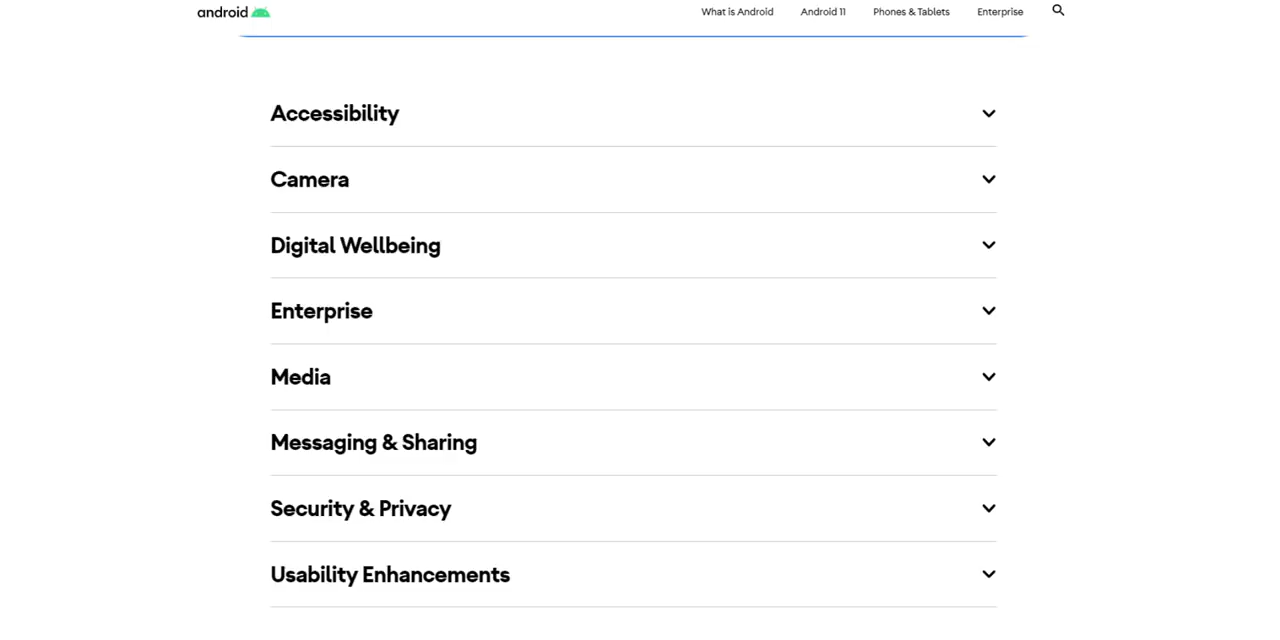 android What is Android Android 11 Phones & Tablets Enterprise
Accessibility
Camera
Digital Wellbeing
Enterprise
Media
Messaging & Sharing
Security & Privacy
Usability Enhancements